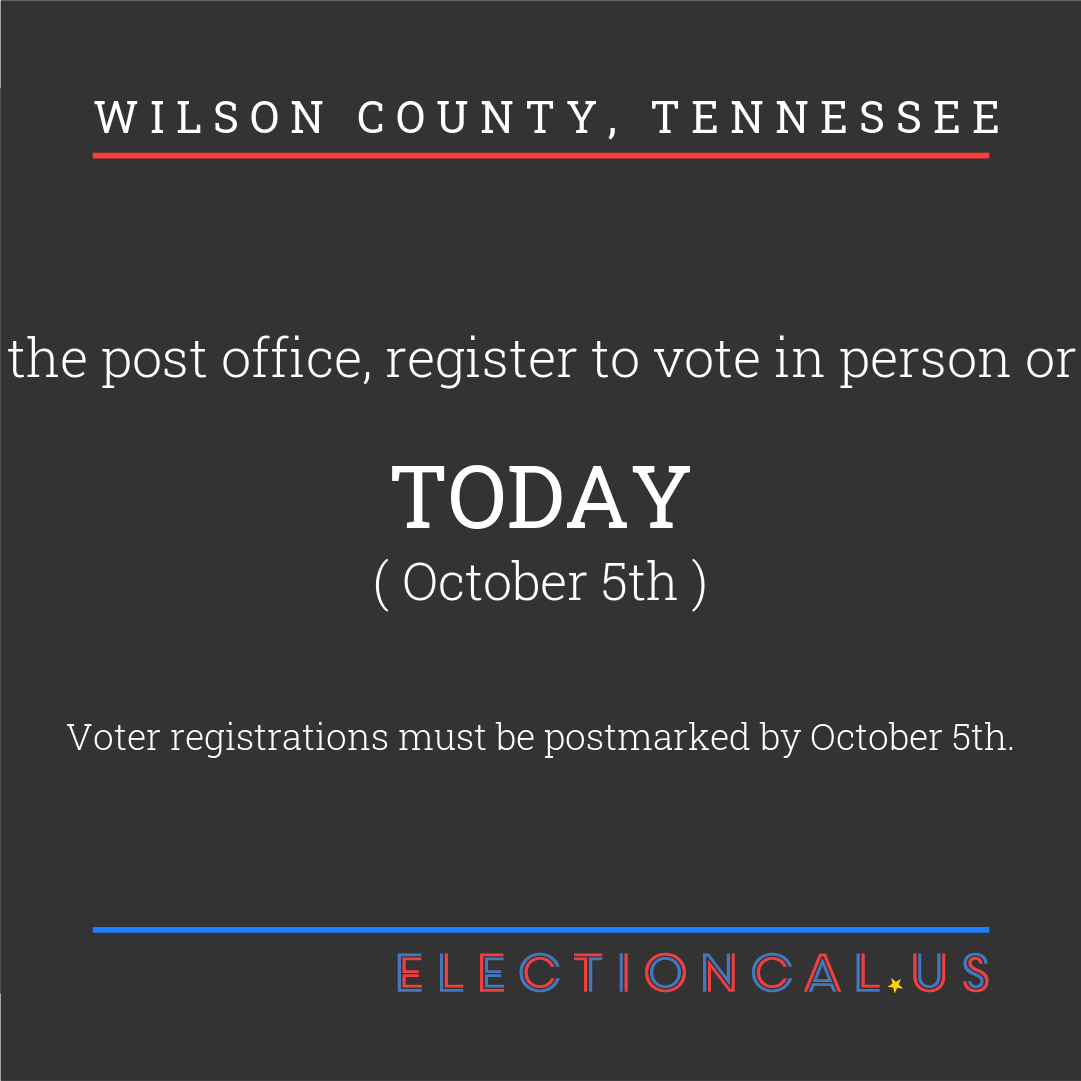 WILSON COUNTY, TENNESSEE
the post office, register to vote in person or
TODAY
( October 5th )
Voter registrations must be postmarked by October 5th.
ELECTIONCAL.US